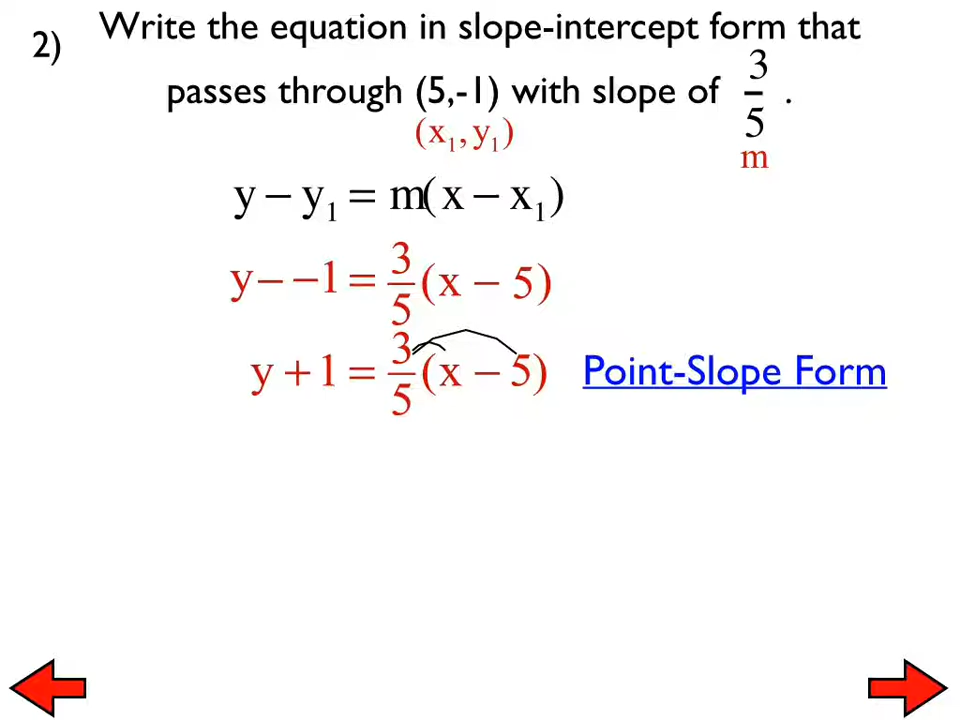 2) Write the equation in slope-intercept form that
passes through (5,-1) with slope of 3/5 .
(x₁,y₁) m
y − y₁ = m(x − x₁)
y − −1 = 3/5 (x − 5)
y + 1 = 3/5 (x − 5) Point-Slope Form